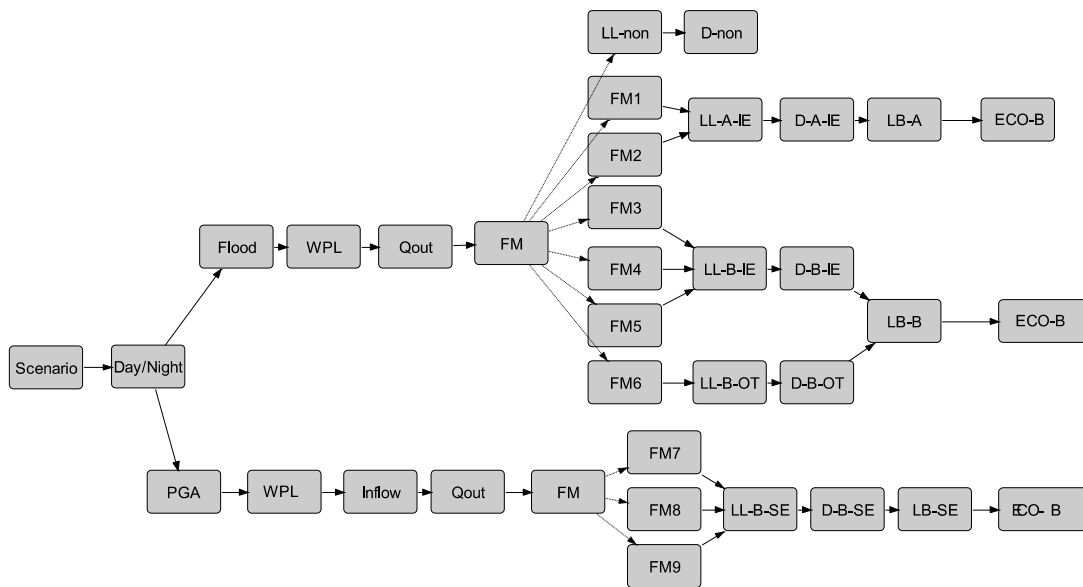 LL-non
D-non
FM1
LL-A-IE
D-A-IE
LB-A
ECO-B
FM2
FM3
Flood
WPL
Qout
FM
FM4
LL-B-IE
D-B-IE
FM5
LB-B
ECO-B
Scenario
Day/Night
FM6
LL-B-OT
D-B-OT
FM7
PGA
WPL
Inflow
Qout
FM
FM8
LL-B-SE
D-B-SE
LB-SE
ECO- B
FM9